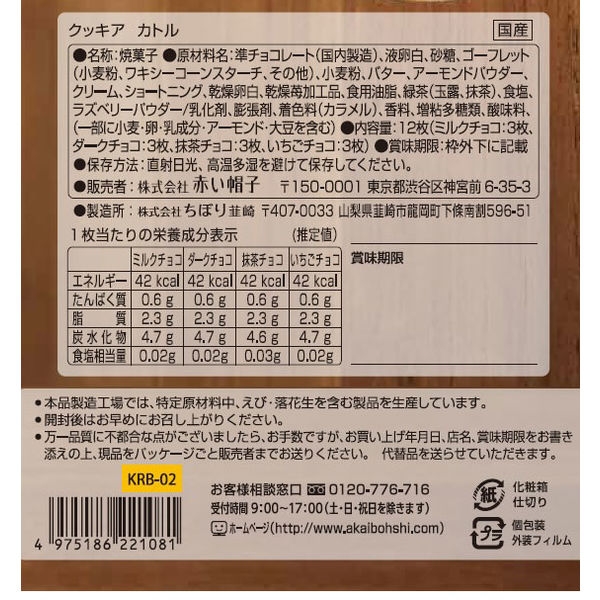 クッキア カトル 国産
●名称:焼菓子 ●原材料名:準チョコレート(国内製造)、液卵白、砂糖、ゴーフレット
(小麦粉、ワキシーコーンスターチ、その他)、小麦粉、バター、アーモンドパウダー、
クリーム、ショートニング、乾燥卵白、乾燥苺加工品、食用油脂、緑茶(玉露、抹茶)、食塩、
ラズベリーパウダー/乳化剤、膨張剤、着色料(カラメル)、香料、増粘多糖類、酸味料、
(一部に小麦・卵・乳成分・アーモンド・大豆を含む) ●内容量:12枚(ミルクチョコ:3枚、
ダークチョコ:3枚、抹茶チョコ:3枚、いちごチョコ:3枚) ●賞味期限:枠外下に記載
●保存方法:直射日光、高温多湿を避けて保存してください。
●販売者:株式会社 赤い帽子 〒150-0001 東京都渋谷区神宮前 6-35-3
●製造所:株式会社 ちぼり韮崎 〒407-0033 山梨県韮崎市龍岡町下條南割596-51
1枚当たりの栄養成分表示 (推定値)
ミルクチョコ ダークチョコ 抹茶チョコ いちごチョコ
エネルギー 42 kcal 42 kcal 42 kcal 42 kcal
たんぱく質 0.6 g 0.6 g 0.6 g 0.6 g
脂質 2.3 g 2.3 g 2.3 g 2.3 g
炭水化物 4.7 g 4.7 g 4.6 g 4.7 g
食塩相当量 0.02g 0.02g 0.03g 0.02g
賞味期限
・本品製造工場では、特定原材料中、えび・落花生を含む製品を生産しています。
・開封後はお早めにお召し上がりください。
・万一品質に不都合な点がございましたら、お手数ですが、お買い上げ年月日、店名、賞味期限をお書き
添えの上、現品をパッケージごと販売者までお送りください。 代替品を送らせていただきます。
KRB-02
4 975186 221081
お客様相談窓口 0120-776-716
受付時間 9:00~17:00(土・日・祝日を除きます)
ホームページ(http://www.akaibohshi.com/)
紙 化粧箱
仕切り
プラ 個包装
外装フィルム